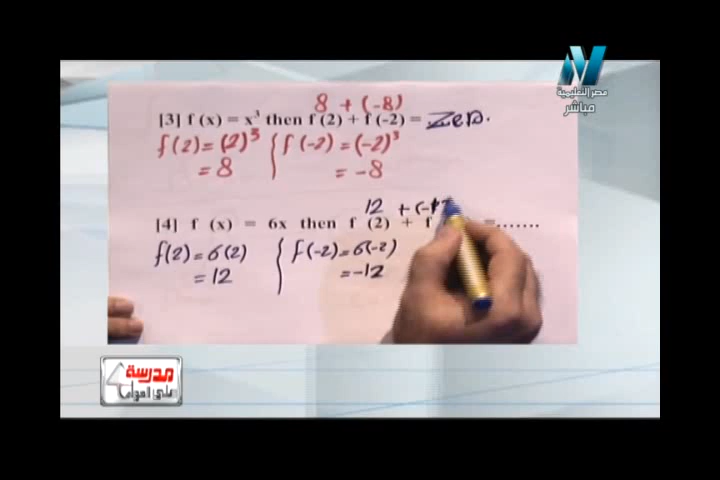 مصر التعليمية
مباشر
8 + (-8)
[3] f (x) = x³ then f (2) + f (-2) = Zero.
f(2) = (2)³ { f(-2) = (-2)³
= 8 = -8
12 + (-12
[4] f (x) = 6x then f (2) + f = .......
f(2) = 6(2) { f(-2) = 6(-2)
= 12 = -12
مدرسة
على الهواء